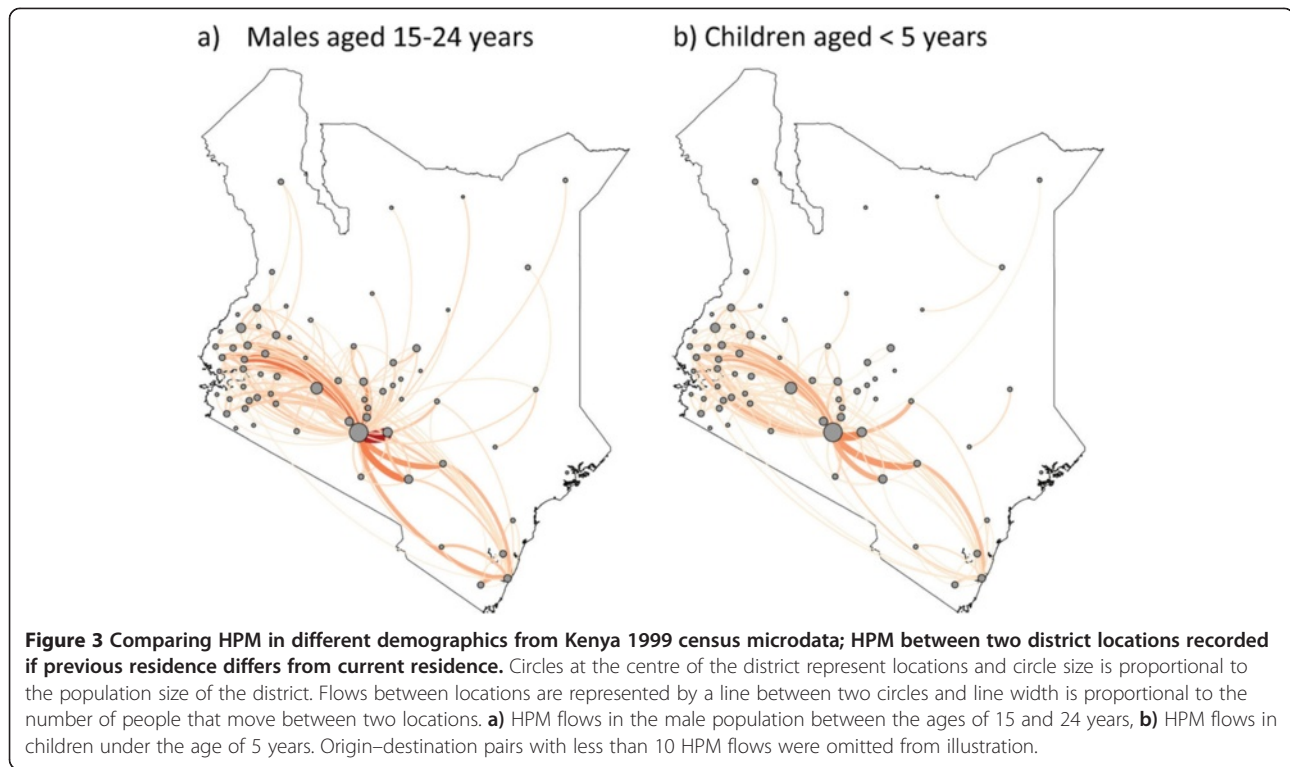 a) Males aged 15-24 years
b) Children aged < 5 years
Figure 3 Comparing HPM in different demographics from Kenya 1999 census microdata; HPM between two district locations recorded
if previous residence differs from current residence. Circles at the centre of the district represent locations and circle size is proportional to
the population size of the district. Flows between locations are represented by a line between two circles and line width is proportional to the
number of people that move between two locations. a) HPM flows in the male population between the ages of 15 and 24 years, b) HPM flows in
children under the age of 5 years. Origin–destination pairs with less than 10 HPM flows were omitted from illustration.